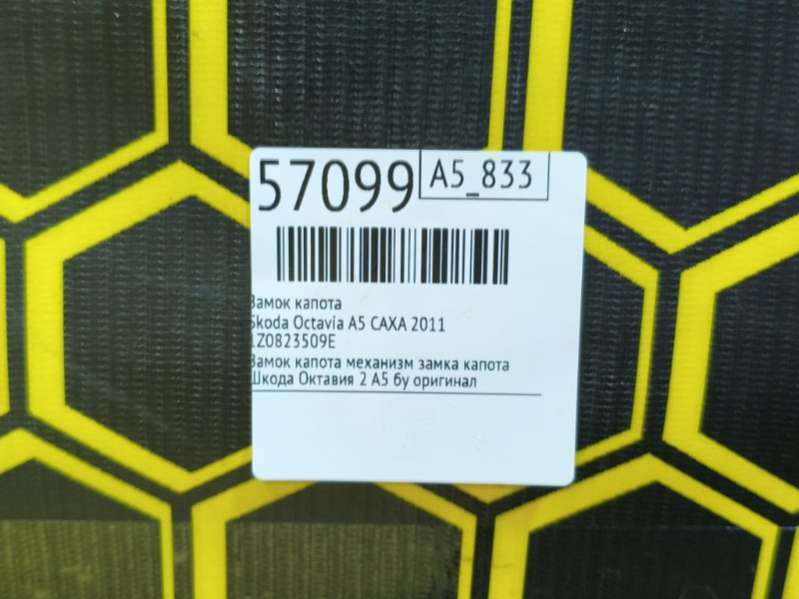 57099
A5_833
Замок капота
Skoda Octavia A5 CAXA 2011
1Z0823509E
Замок капота механизм замка капота
Шкода Октавия 2 А5 бу оригинал